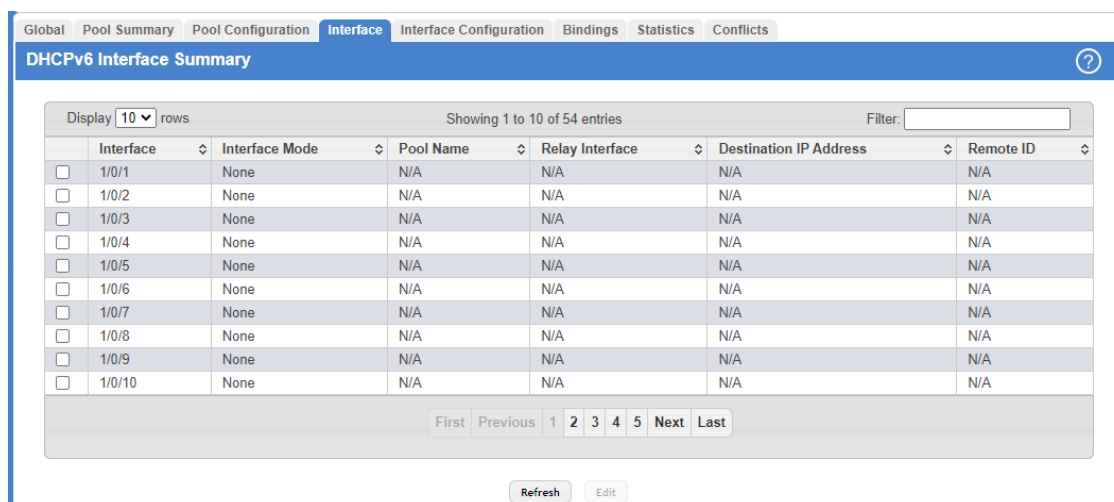 Global Pool Summary Pool Configuration Interface Interface Configuration Bindings Statistics Conflicts
DHCPv6 Interface Summary ?
Display 10 rows Showing 1 to 10 of 54 entries Filter:
Interface Interface Mode Pool Name Relay Interface Destination IP Address Remote ID
1/0/1 None N/A N/A N/A N/A
1/0/2 None N/A N/A N/A N/A
1/0/3 None N/A N/A N/A N/A
1/0/4 None N/A N/A N/A N/A
1/0/5 None N/A N/A N/A N/A
1/0/6 None N/A N/A N/A N/A
1/0/7 None N/A N/A N/A N/A
1/0/8 None N/A N/A N/A N/A
1/0/9 None N/A N/A N/A N/A
1/0/10 None N/A N/A N/A N/A
First Previous 1 2 3 4 5 Next Last
Refresh Edit